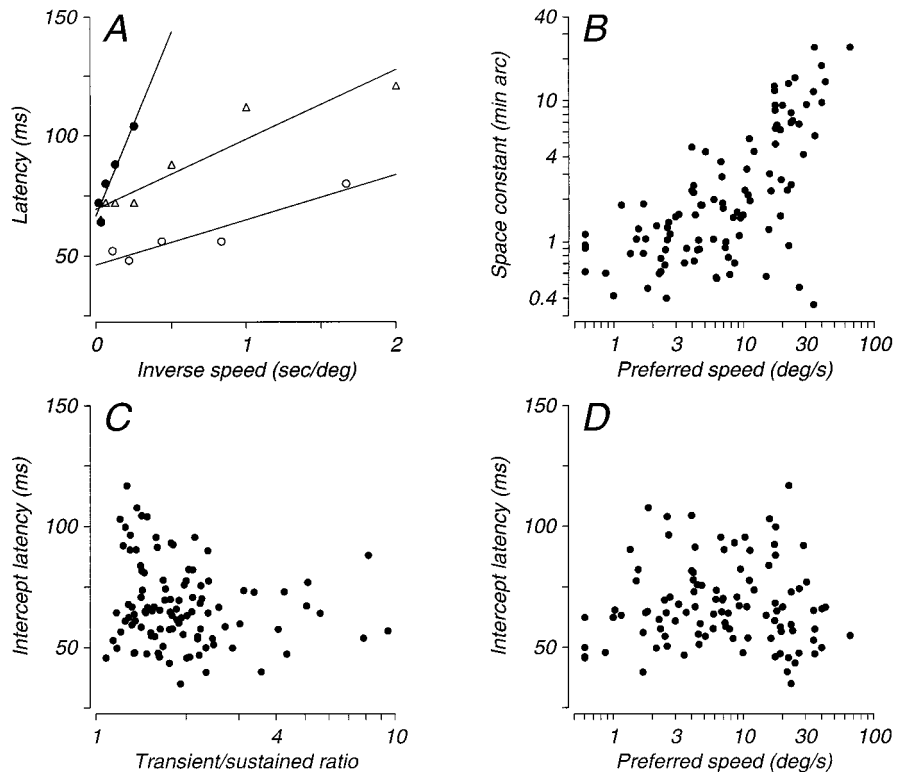 A
150
100
50
Latency (ms)
0
1
2
Inverse speed (sec/deg)
B
40
10
4
1
0.4
Space constant (min arc)
1
3
10
30
100
Preferred speed (deg/s)
C
150
100
50
Intercept latency (ms)
1
2
4
10
Transient/sustained ratio
D
150
100
50
Intercept latency (ms)
1
3
10
30
100
Preferred speed (deg/s)